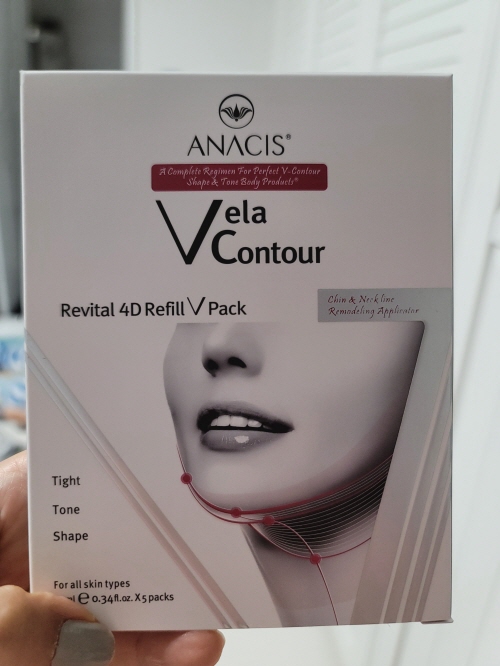 ANACIS®
A Complete Regimen For Perfect V-Contour
Shape & Tone Body Products®
Vela
Contour
Revital 4D Refill V Pack
Chin & Neck line
Remodeling Applicator
Tight
Tone
Shape
For all skin types
℮ 0.34fl.oz. X 5 packs